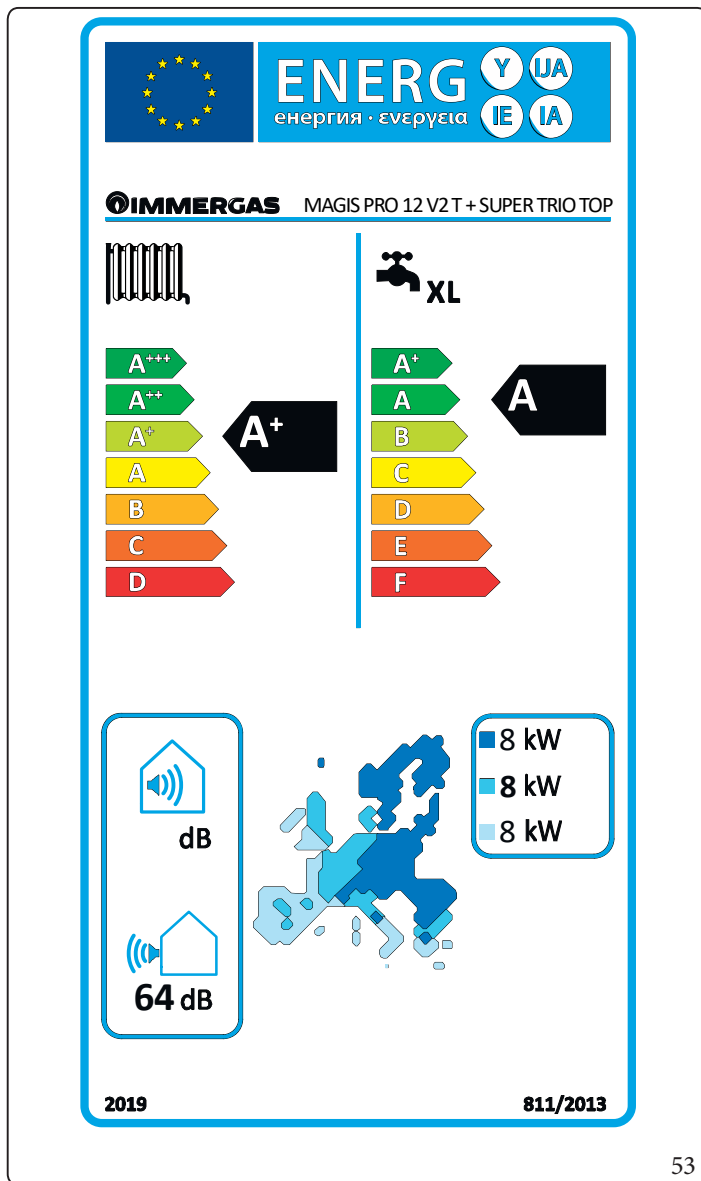 ENERG Y IJA
енергия · ενεργεια IE IA
IMMERGAS MAGIS PRO 12 V2 T + SUPER TRIO TOP
XL
A+++
A++
A+
A
B
C
D
A+
A+
A
B
C
D
E
F
A
dB
64 dB
8 kW
8 kW
8 kW
2019
811/2013
53